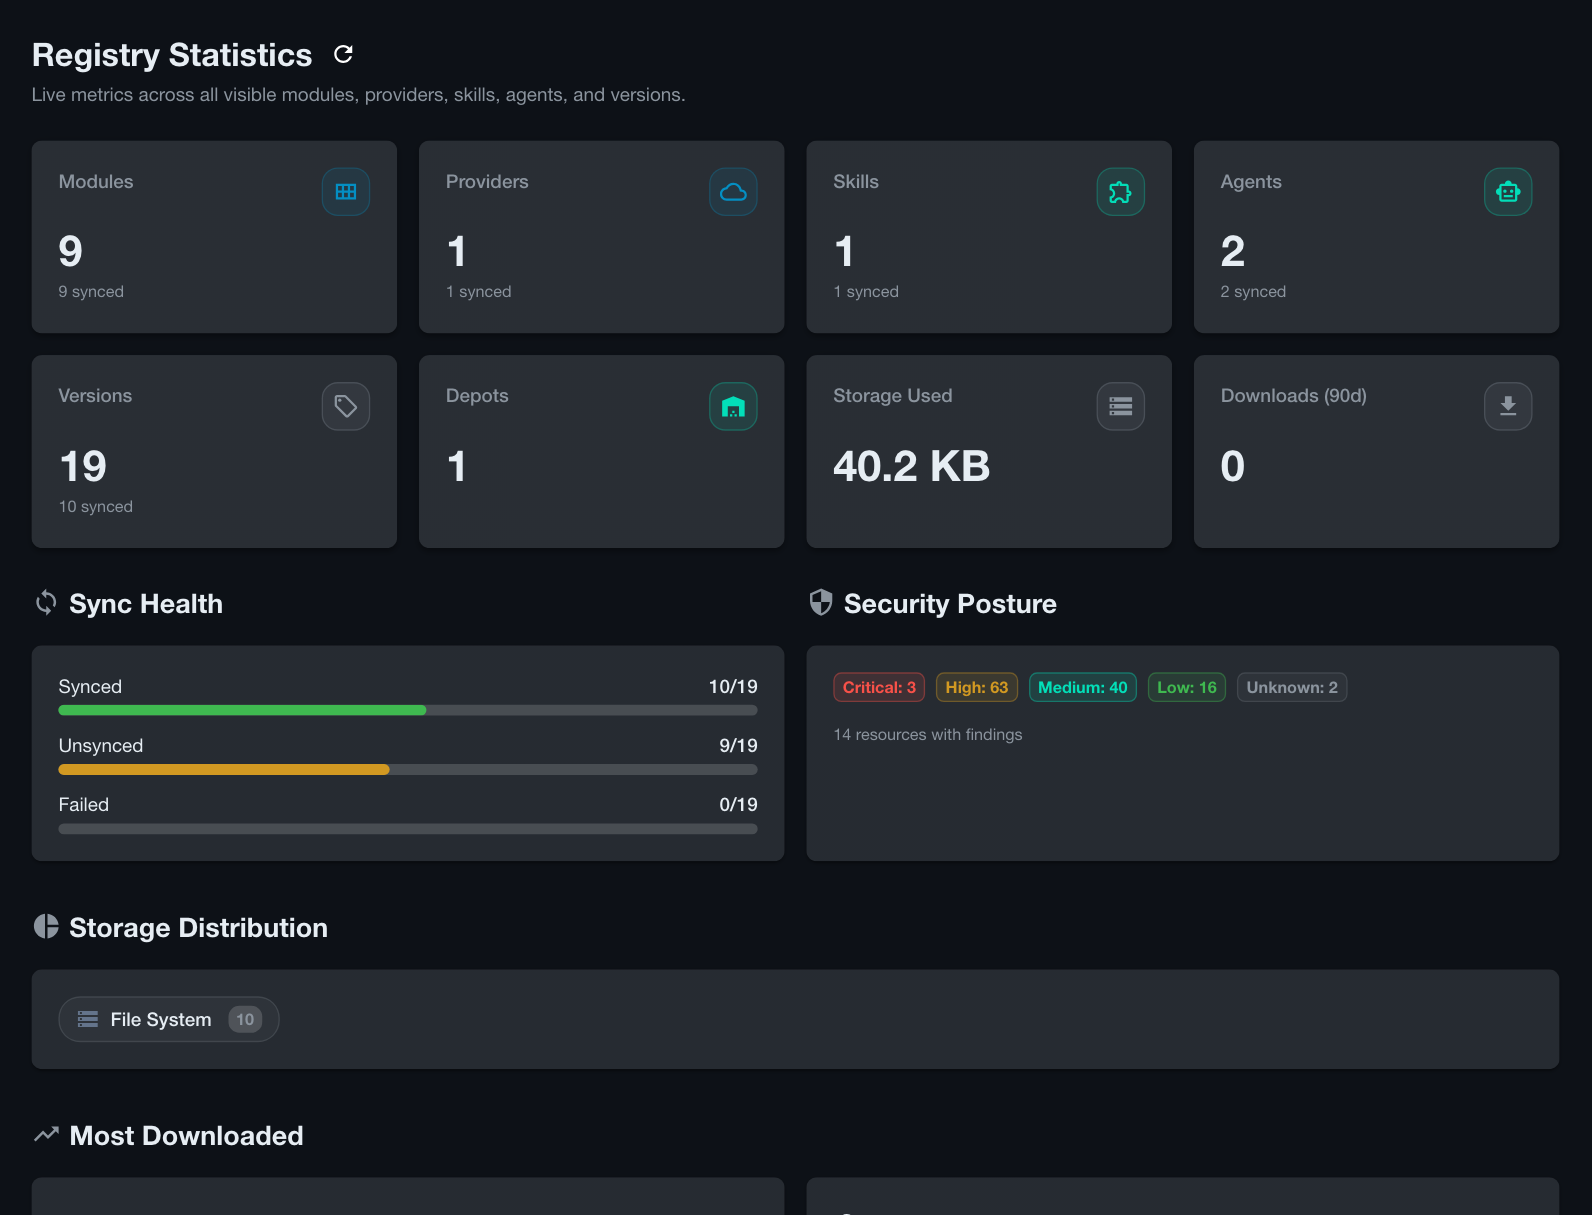 Registry Statistics
Live metrics across all visible modules, providers, skills, agents, and versions.
Modules
9
9 synced
Providers
1
1 synced
Skills
1
1 synced
Agents
2
2 synced
Versions
19
10 synced
Depots
1
Storage Used
40.2 KB
Downloads (90d)
0
Sync Health
Synced 10/19
Unsynced 9/19
Failed 0/19
Security Posture
Critical: 3 High: 63 Medium: 40 Low: 16 Unknown: 2
14 resources with findings
Storage Distribution
File System 10
Most Downloaded